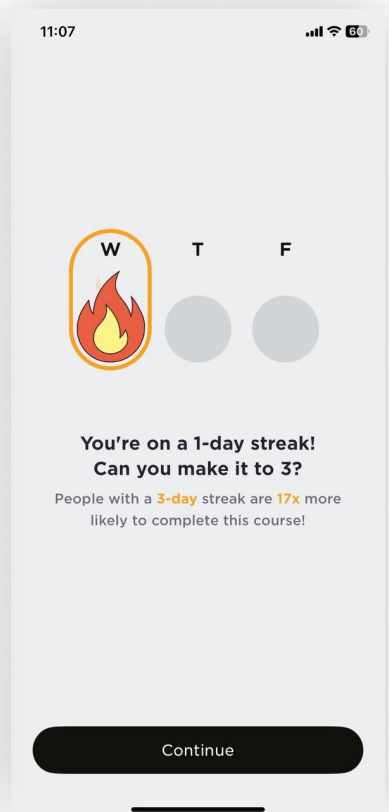 11:07
60
W T F
You're on a 1-day streak!
Can you make it to 3?
People with a 3-day streak are 17x more
likely to complete this course!
Continue